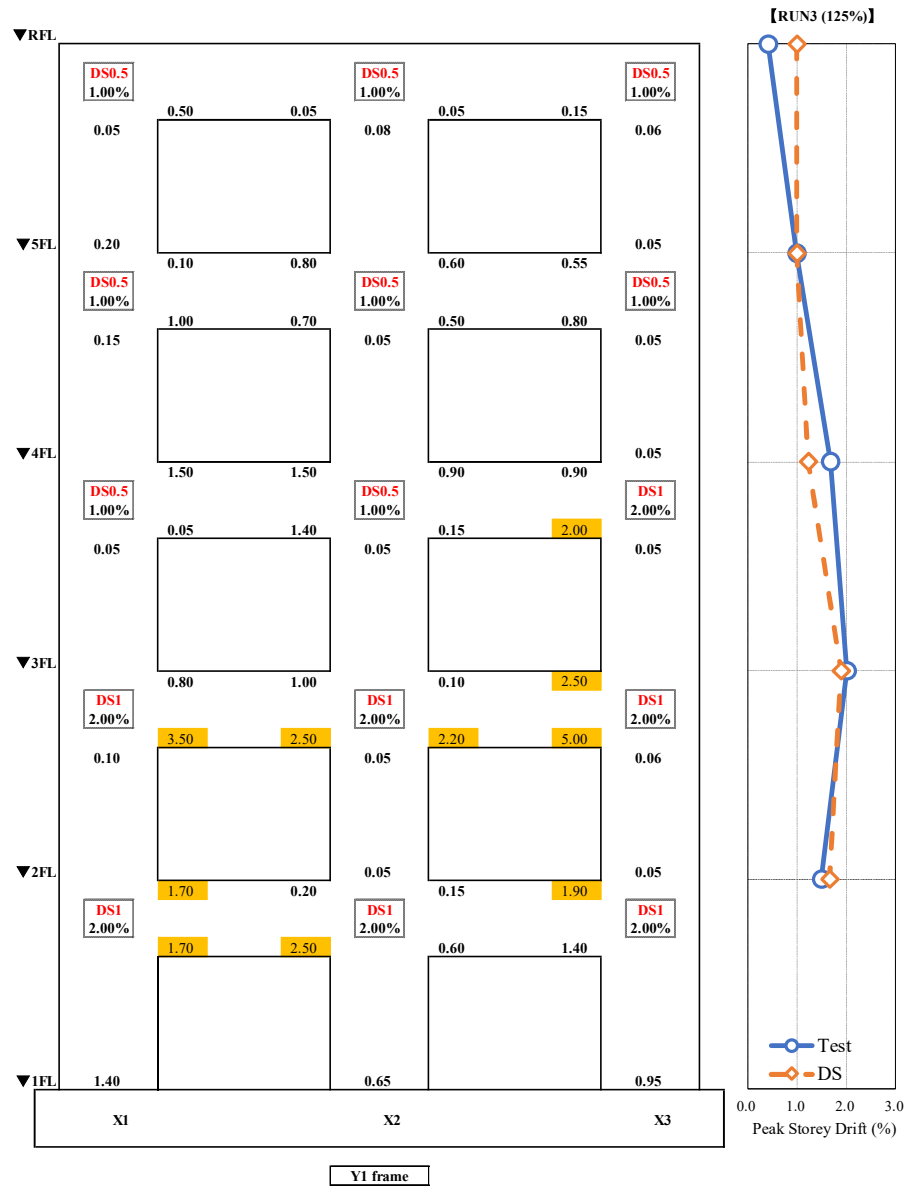 【RUN3 (125%)】
▼RFL
DS0.5 DS0.5 DS0.5
1.00% 1.00% 1.00%
0.50 0.05 0.05 0.15
0.05 0.08 0.06
▼5FL 0.20 0.05
0.10 0.80 0.60 0.55
DS0.5 DS0.5 DS0.5
1.00% 1.00% 1.00%
1.00 0.70 0.50 0.80
0.15 0.05 0.05
▼4FL 0.05
1.50 1.50 0.90 0.90
DS0.5 DS0.5 DS1
1.00% 1.00% 2.00%
0.05 1.40 0.15 2.00
0.05 0.05 0.05
▼3FL
0.80 1.00 0.10 2.50
DS1 DS1 DS1
2.00% 2.00% 2.00%
3.50 2.50 2.20 5.00
0.10 0.05 0.06
▼2FL 0.05 0.05
1.70 0.20 0.15 1.90
DS1 DS1 DS1
2.00% 2.00% 2.00%
1.70 2.50 0.60 1.40
▼1FL 1.40 0.65 0.95
X1 X2 X3
Y1 frame
Test
DS
0.0 1.0 2.0 3.0
Peak Storey Drift (%)